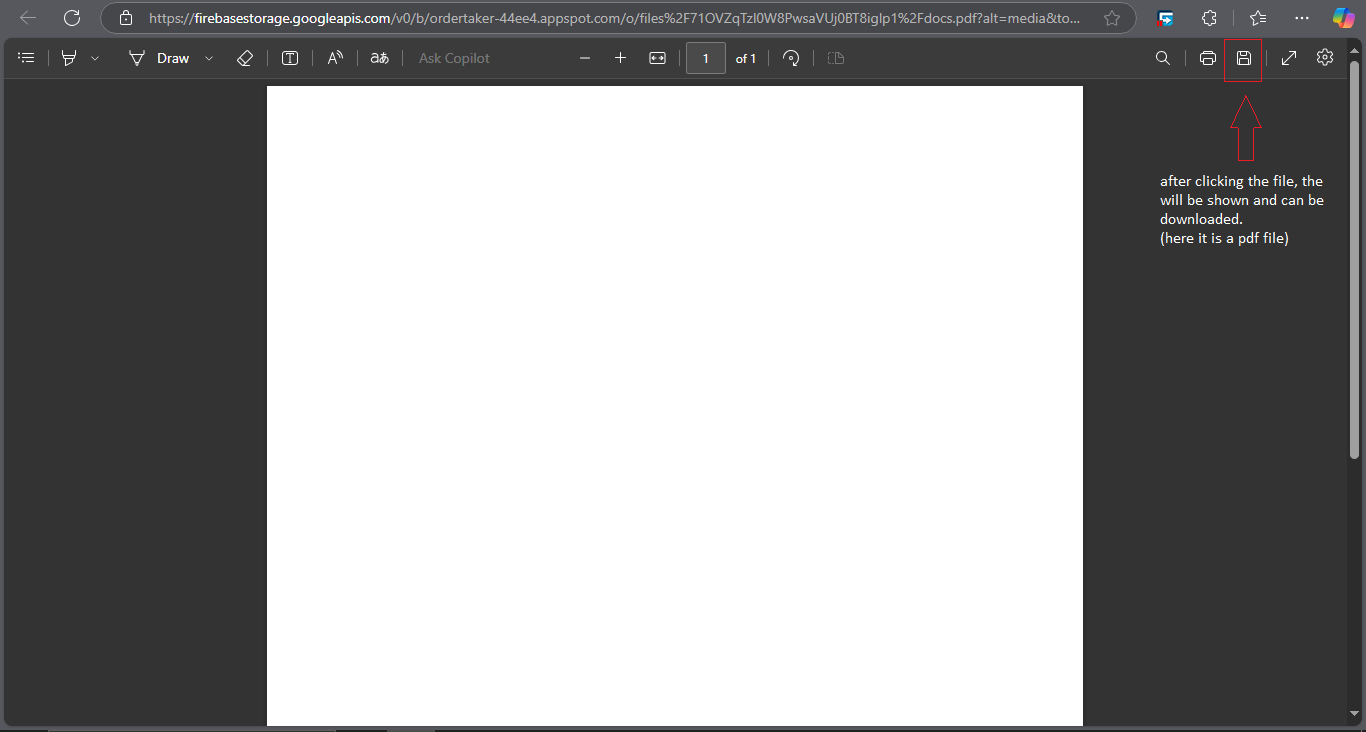 https://firebasestorage.googleapis.com/v0/b/ordertaker-44ee4.appspot.com/o/files%2F71OVZqTzI0W8PwsaVUj0BT8igIp1%2Fdocs.pdf?alt=media&to...
Draw
Ask Copilot
1
of 1
after clicking the file, the
will be shown and can be
downloaded.
(here it is a pdf file)